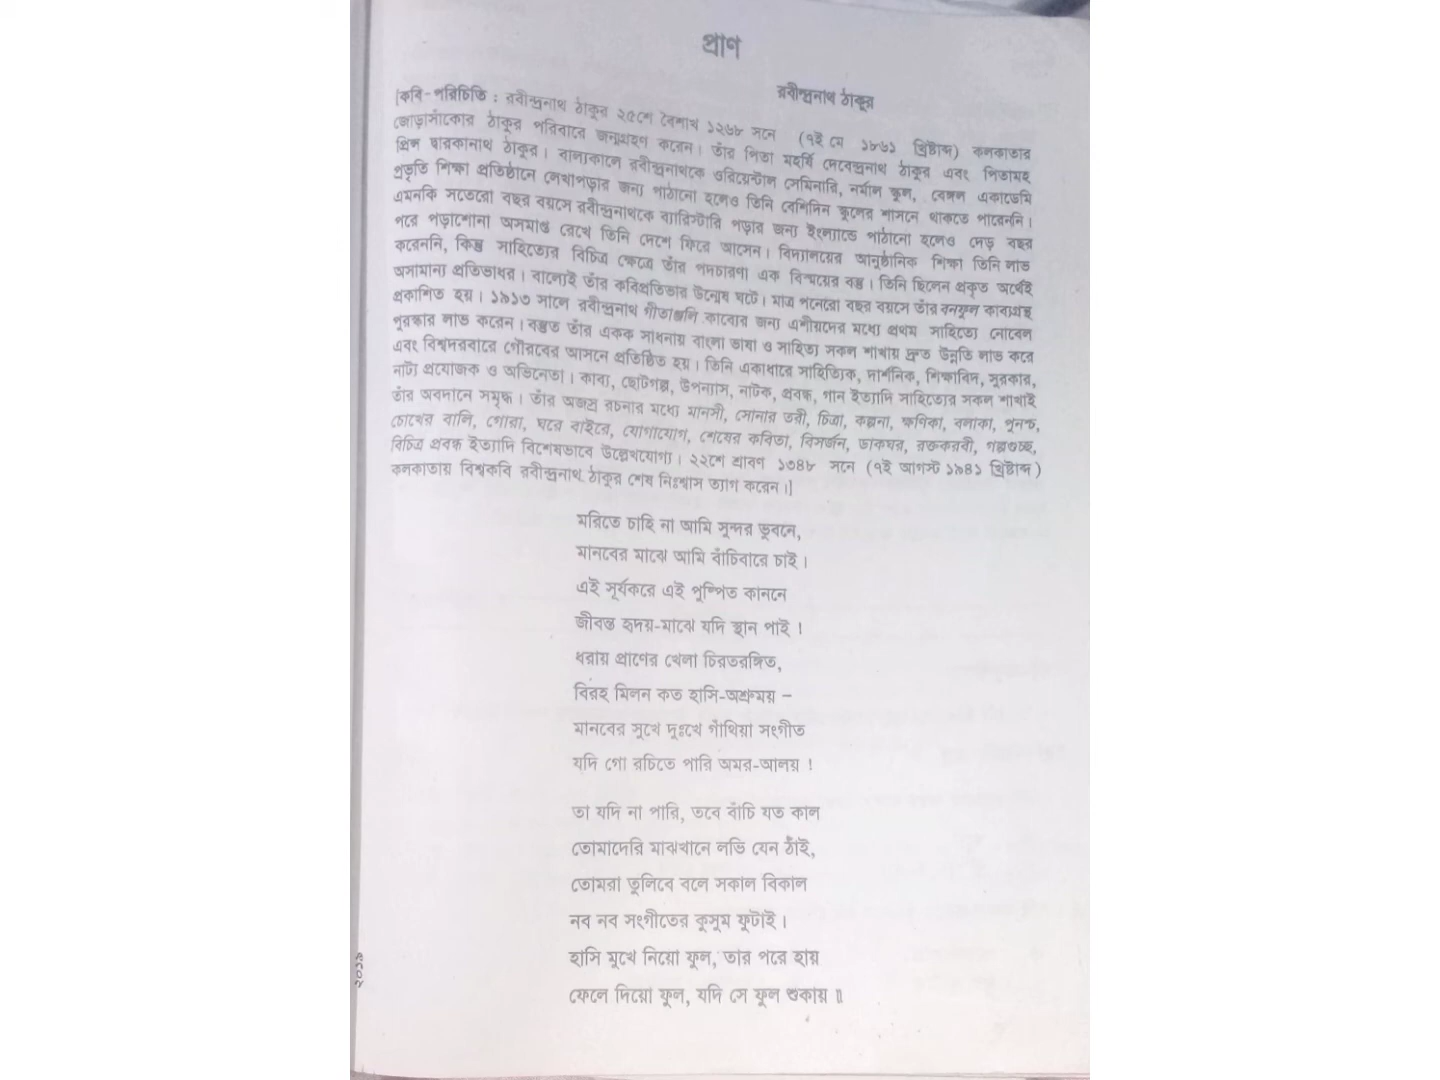 প্রাণ
রবীন্দ্রনাথ ঠাকুর
[কবি-পরিচিতি : রবীন্দ্রনাথ ঠাকুর ২৫শে বৈশাখ ১২৬৮ সনে (৭ই মে ১৮৬১ খ্রিষ্টাব্দ) কলকাতার
জোড়াসাঁকোর ঠাকুর পরিবারে জন্মগ্রহণ করেন। তাঁর পিতা মহর্ষি দেবেন্দ্রনাথ ঠাকুর এবং পিতামহ
প্রিন্স দ্বারকানাথ ঠাকুর। বাল্যকালে রবীন্দ্রনাথকে ওরিয়েন্টাল সেমিনারি, নর্মাল স্কুল, বেঙ্গল একাডেমি
প্রভৃতি শিক্ষা প্রতিষ্ঠানে লেখাপড়ার জন্য পাঠানো হলেও তিনি বেশিদিন স্কুলের শাসনে থাকতে পারেননি।
এমনকি সতেরো বছর বয়সে রবীন্দ্রনাথকে ব্যারিস্টারি পড়ার জন্য ইংল্যান্ডে পাঠানো হলেও দেড় বছর
পরে পড়াশোনা অসমাপ্ত রেখে তিনি দেশে ফিরে আসেন। বিদ্যালয়ের আনুষ্ঠানিক শিক্ষা তিনি লাভ
করেননি, কিন্তু সাহিত্যের বিচিত্র ক্ষেত্রে তাঁর পদচারণা এক বিস্ময়ের বস্তু। তিনি ছিলেন প্রকৃত অর্থেই
অসামান্য প্রতিভাধর। বাল্যেই তাঁর কবিপ্রতিভার উন্মেষ ঘটে। মাত্র পনেরো বছর বয়সে তাঁর বনফুল কাব্যগ্রন্থ
প্রকাশিত হয়। ১৯১৩ সালে রবীন্দ্রনাথ গীতাঞ্জলি কাব্যের জন্য এশীয়দের মধ্যে প্রথম সাহিত্যে নোবেল
পুরস্কার লাভ করেন। বস্তুত তাঁর একক সাধনায় বাংলা ভাষা ও সাহিত্য সকল শাখায় দ্রুত উন্নতি লাভ করে
এবং বিশ্বদরবারে গৌরবের আসনে প্রতিষ্ঠিত হয়। তিনি একাধারে সাহিত্যিক, দার্শনিক, শিক্ষাবিদ, সুরকার,
নাট্য প্রযোজক ও অভিনেতা। কাব্য, ছোটগল্প, উপন্যাস, নাটক, প্রবন্ধ, গান ইত্যাদি সাহিত্যের সকল শাখাই
তাঁর অবদানে সমৃদ্ধ। তাঁর অজস্র রচনার মধ্যে মানসী, সোনার তরী, চিত্রা, কল্পনা, ক্ষণিকা, বলাকা, পুনশ্চ,
চোখের বালি, গোরা, ঘরে বাইরে, যোগাযোগ, শেষের কবিতা, বিসর্জন, ডাকঘর, রক্তকরবী, গল্পগুচ্ছ,
বিচিত্র প্রবন্ধ ইত্যাদি বিশেষভাবে উল্লেখযোগ্য। ২২শে শ্রাবণ ১৩৪৮ সনে (৭ই আগস্ট ১৯৪১ খ্রিষ্টাব্দ)
কলকাতায় বিশ্বকবি রবীন্দ্রনাথ ঠাকুর শেষ নিঃশ্বাস ত্যাগ করেন।]
মরিতে চাহি না আমি সুন্দর ভুবনে,
মানবের মাঝে আমি বাঁচিবারে চাই।
এই সূর্যকরে এই পুষ্পিত কাননে
জীবন্ত হৃদয়-মাঝে যদি স্থান পাই !
ধরায় প্রাণের খেলা চিরতরঙ্গিত,
বিরহ মিলন কত হাসি-অশ্রুময় –
মানবের সুখে দুঃখে গাঁথিয়া সংগীত
যদি গো রচিতে পারি অমর-আলয় !
তা যদি না পারি, তবে বাঁচি যত কাল
তোমাদেরি মাঝখানে লভি যেন ঠাঁই,
তোমরা তুলিবে বলে সকাল বিকাল
নব নব সংগীতের কুসুম ফুটাই।
হাসি মুখে নিয়ো ফুল, তার পরে হায়
ফেলে দিয়ো ফুল, যদি সে ফুল শুকায় ॥
২০১৯